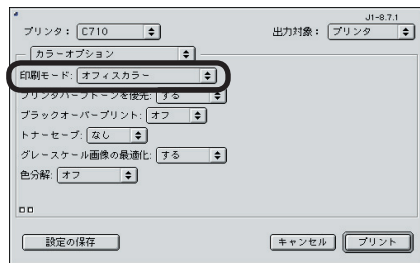 J1-8.7.1
プリンタ: C710 出力対象: プリンタ
カラーオプション
印刷モード: オフィスカラー
プリンタハーフトーンを優先: する
ブラックオーバープリント: オフ
トナーセーブ: なし
グレースケール画像の最適化: する
色分解: オフ
設定の保存 キャンセル プリント